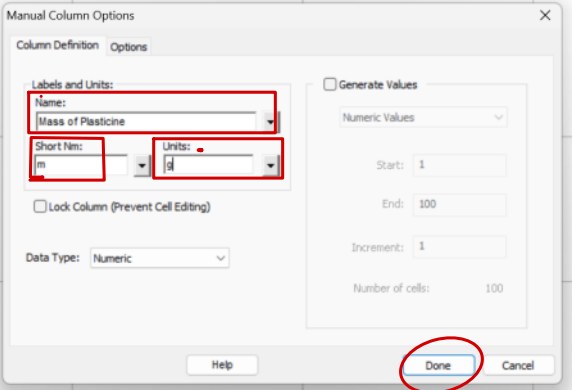 Manual Column Options
Column Definition
Options
Labels and Units:
Name:
Mass of Plasticine
Short Nm:
Units:
m
g
Lock Column (Prevent Cell Editing)
Data Type: Numeric
Generate Values
Numeric Values
Start: 1
End: 100
Increment: 1
Number of cells: 100
Help
Done
Cancel